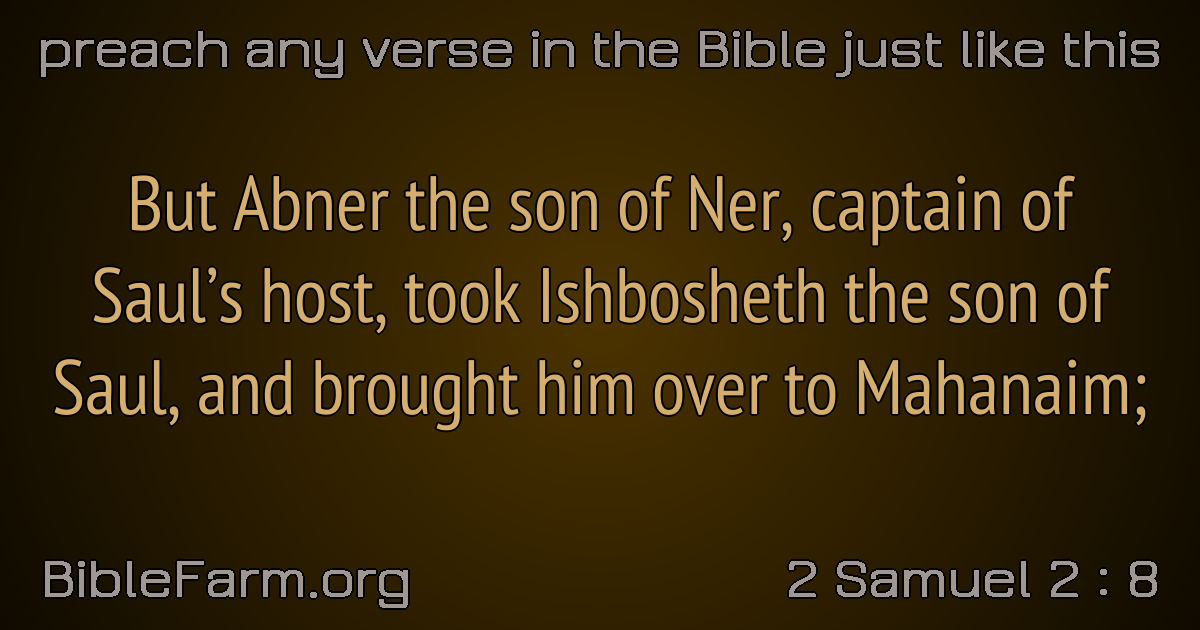 preach any verse in the Bible just like this
But Abner the son of Ner, captain of
Saul’s host, took Ishbosheth the son of
Saul, and brought him over to Mahanaim;
BibleFarm.org
2 Samuel 2 : 8